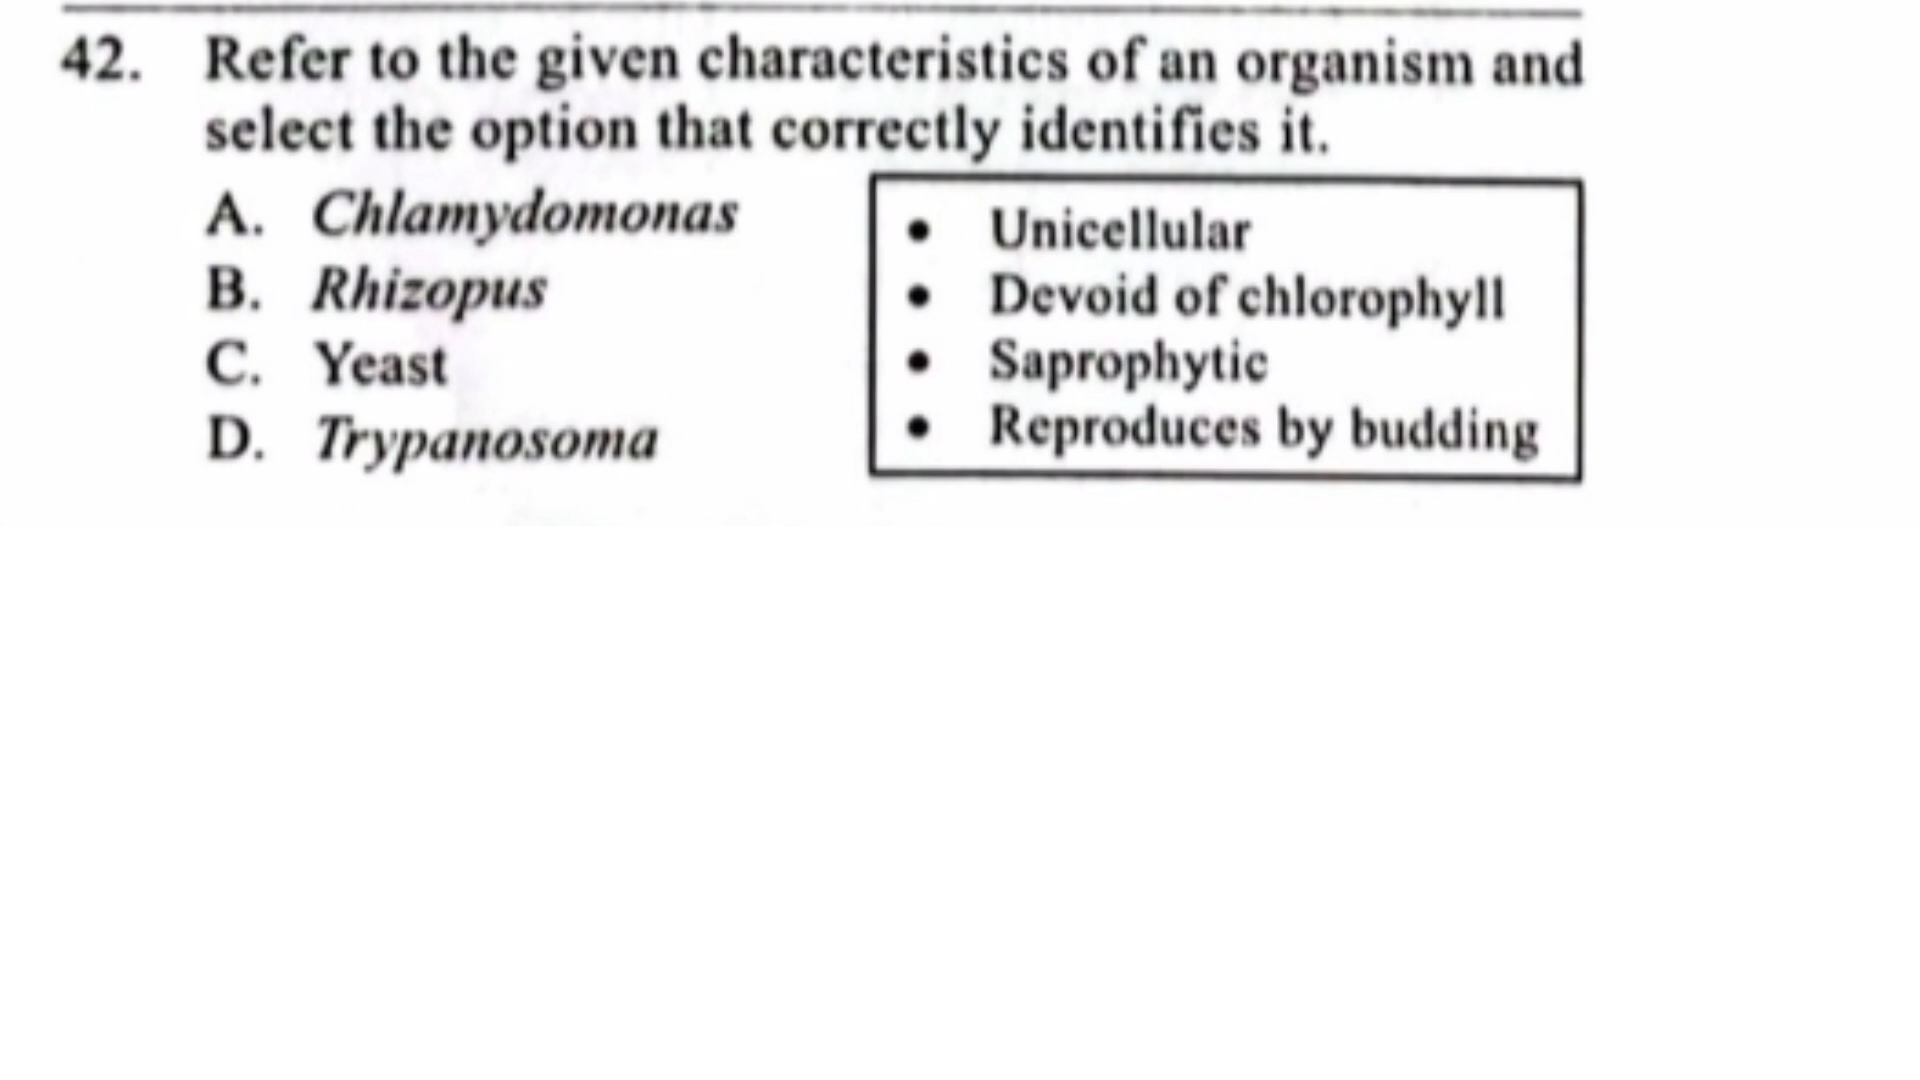 42. Refer to the given characteristics of an organism and
select the option that correctly identifies it.
A. Chlamydomonas
B. Rhizopus
C. Yeast
D. Trypanosoma
• Unicellular
• Devoid of chlorophyll
• Saprophytic
• Reproduces by budding